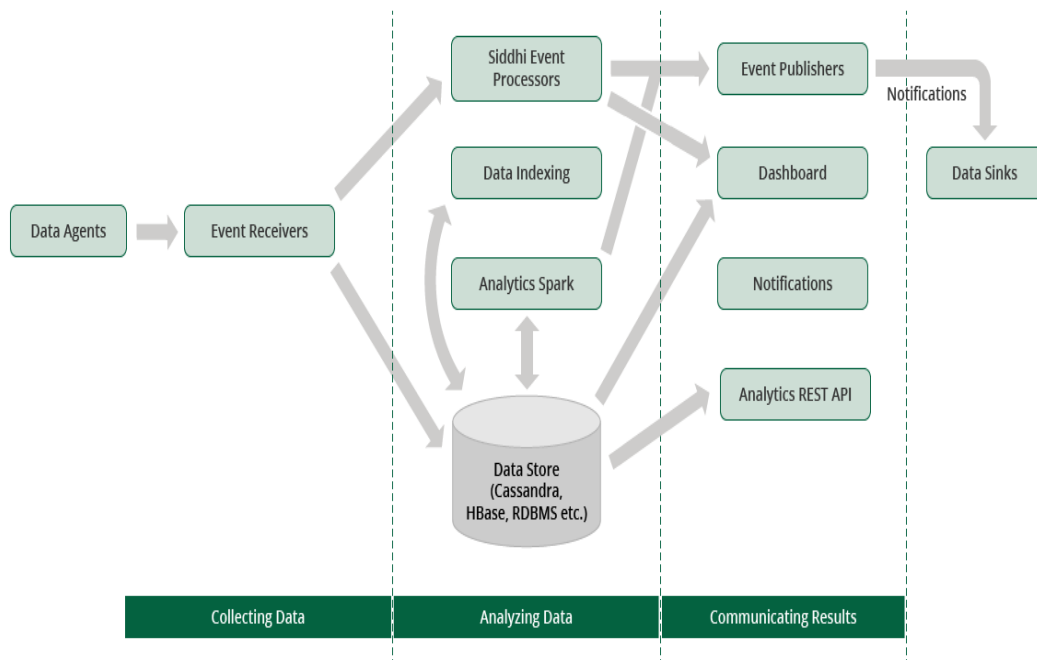 Siddhi Event
Processors
Event Publishers
Notifications
Data Indexing
Dashboard
Data Sinks
Data Agents
Event Receivers
Analytics Spark
Notifications
Analytics REST API
Data Store
(Cassandra,
HBase, RDBMS etc.)
Collecting Data
Analyzing Data
Communicating Results